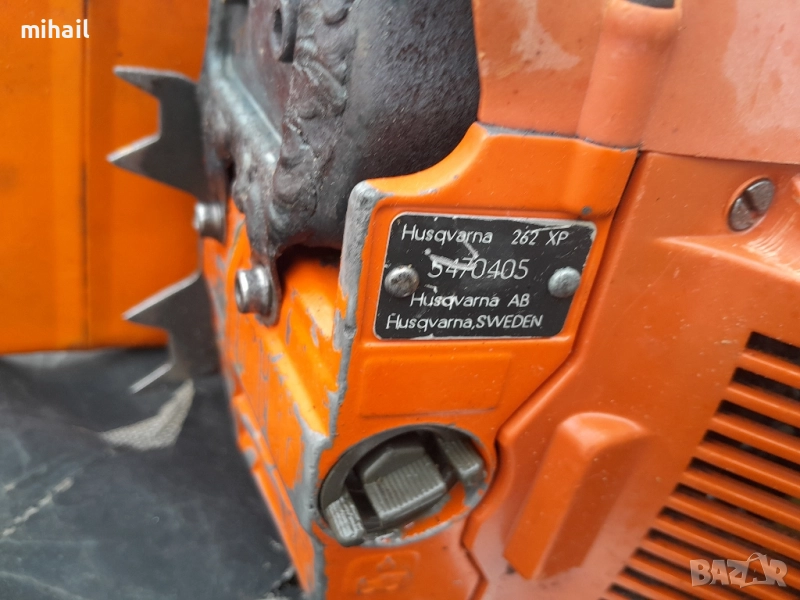 mihail
Husqvarna 262 XP
5470405
Husqvarna AB
Husqvarna, SWEDEN
BAZAR